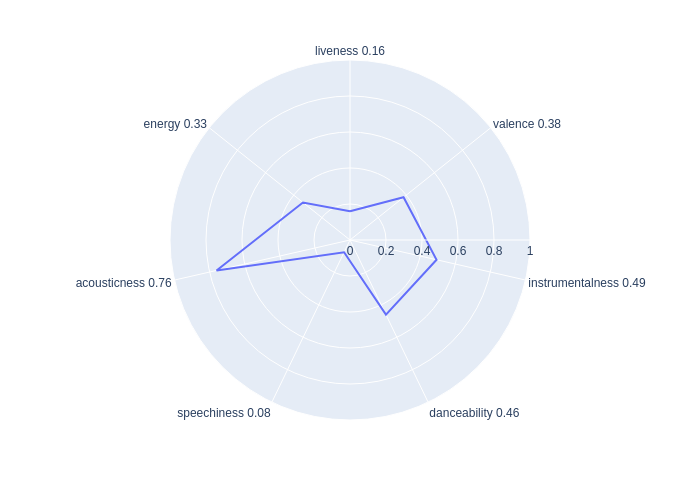 liveness 0.16
energy 0.33
valence 0.38
0 0.2 0.4 0.6 0.8 1
acousticness 0.76
instrumentalness 0.49
speechiness 0.08
danceability 0.46